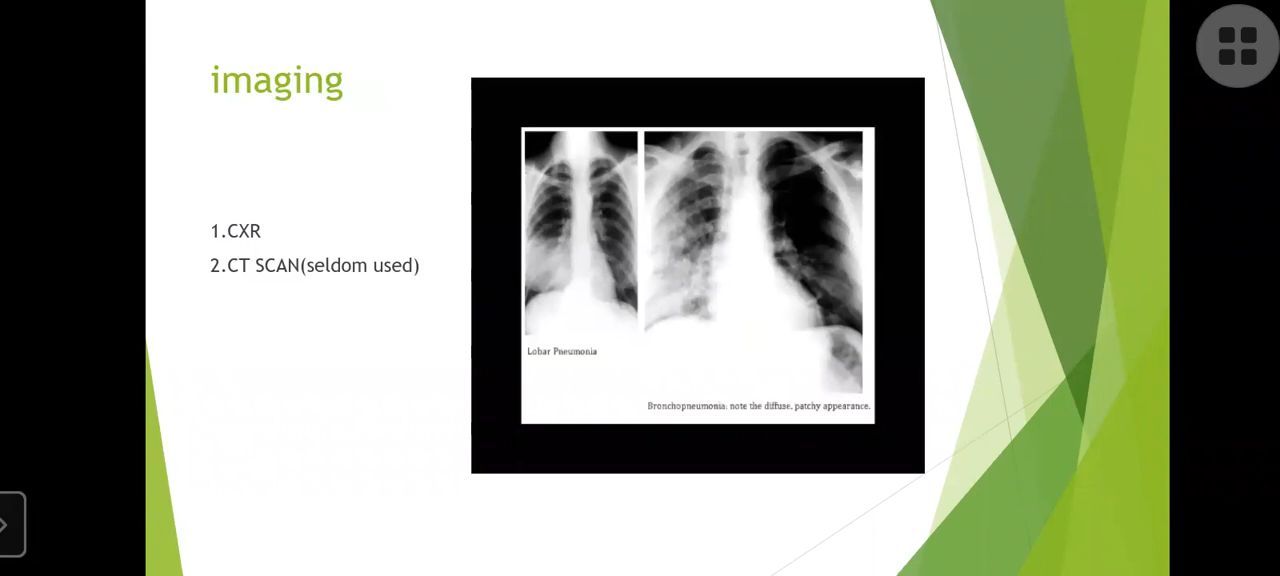 imaging
1.CXR
2.CT SCAN(seldom used)
Lobar Pneumonia
Bronchopneumonia: note the diffuse, patchy appearance.